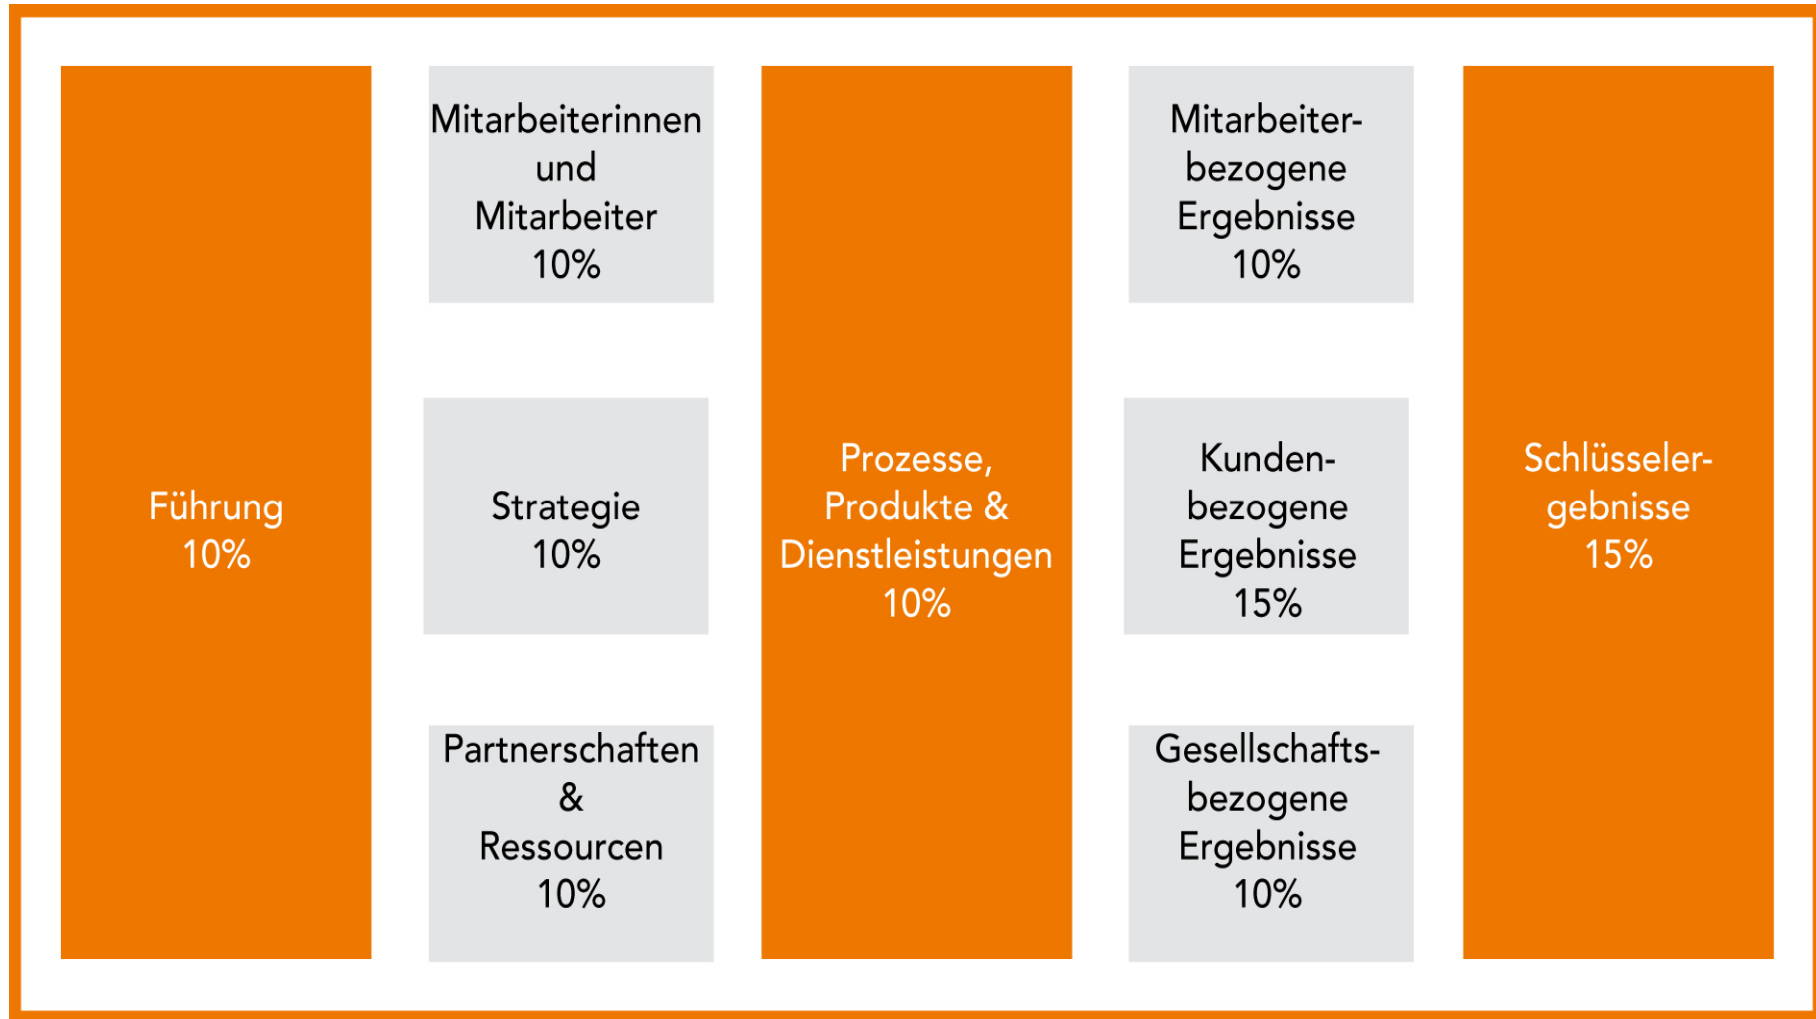 Führung
10%
Mitarbeiterinnen
und
Mitarbeiter
10%
Strategie
10%
Partnerschaften
&
Ressourcen
10%
Prozesse,
Produkte &
Dienstleistungen
10%
Mitarbeiter-
bezogene
Ergebnisse
10%
Kunden-
bezogene
Ergebnisse
15%
Gesellschafts-
bezogene
Ergebnisse
10%
Schlüsseler-
gebnisse
15%